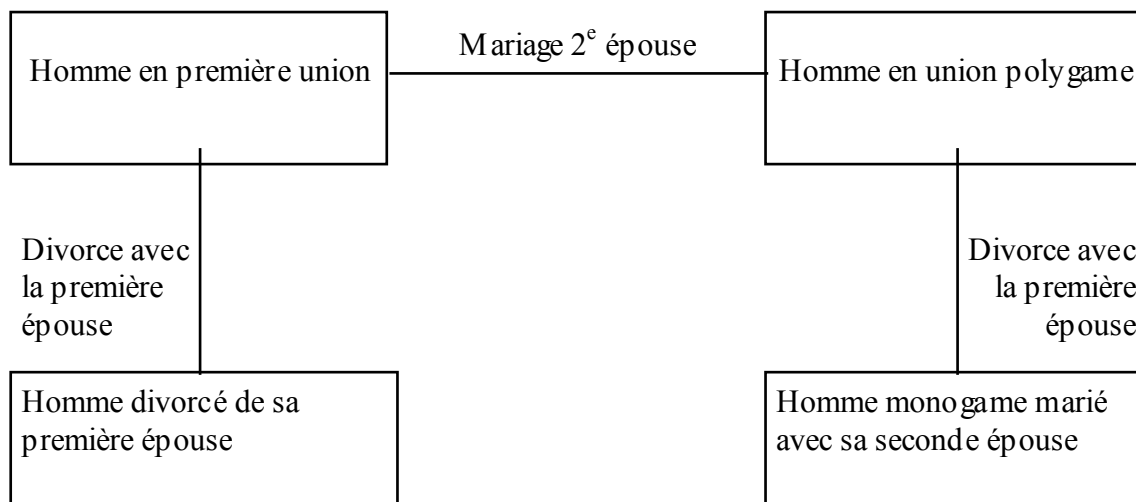 Mariage 2e épouse
Homme en première union
Homme en union polygame
Divorce avec
la première
épouse
Divorce avec
la première
épouse
Homme divorcé de sa
première épouse
Homme monogame marié
avec sa seconde épouse